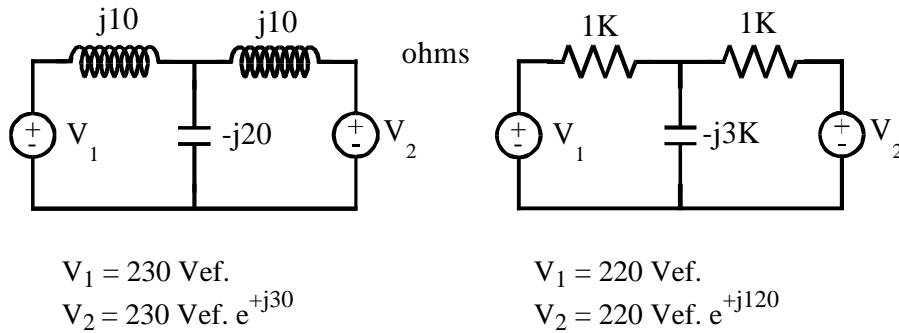 j10 j10 ohms 1K 1K
+ - V1 -j20 + - V2 + - V1 -j3K + - V2
V1 = 230 Vef. V1 = 220 Vef.
V2 = 230 Vef. e+j30 V2 = 220 Vef. e+j120